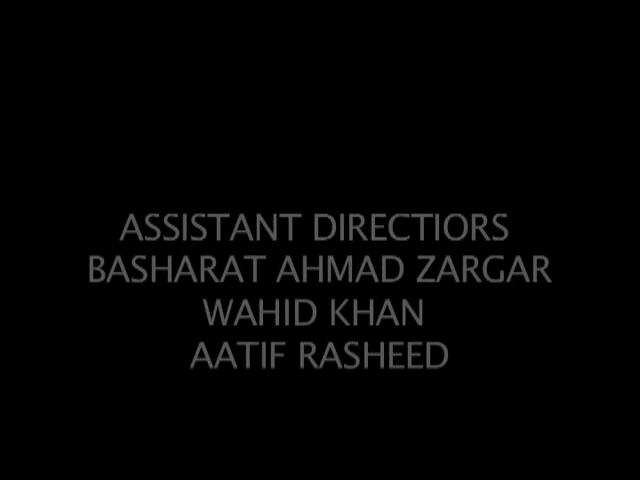 ASSISTANT DIRECTIORS
BASHARAT AHMAD ZARGAR
WAHID KHAN
AATIF RASHEED